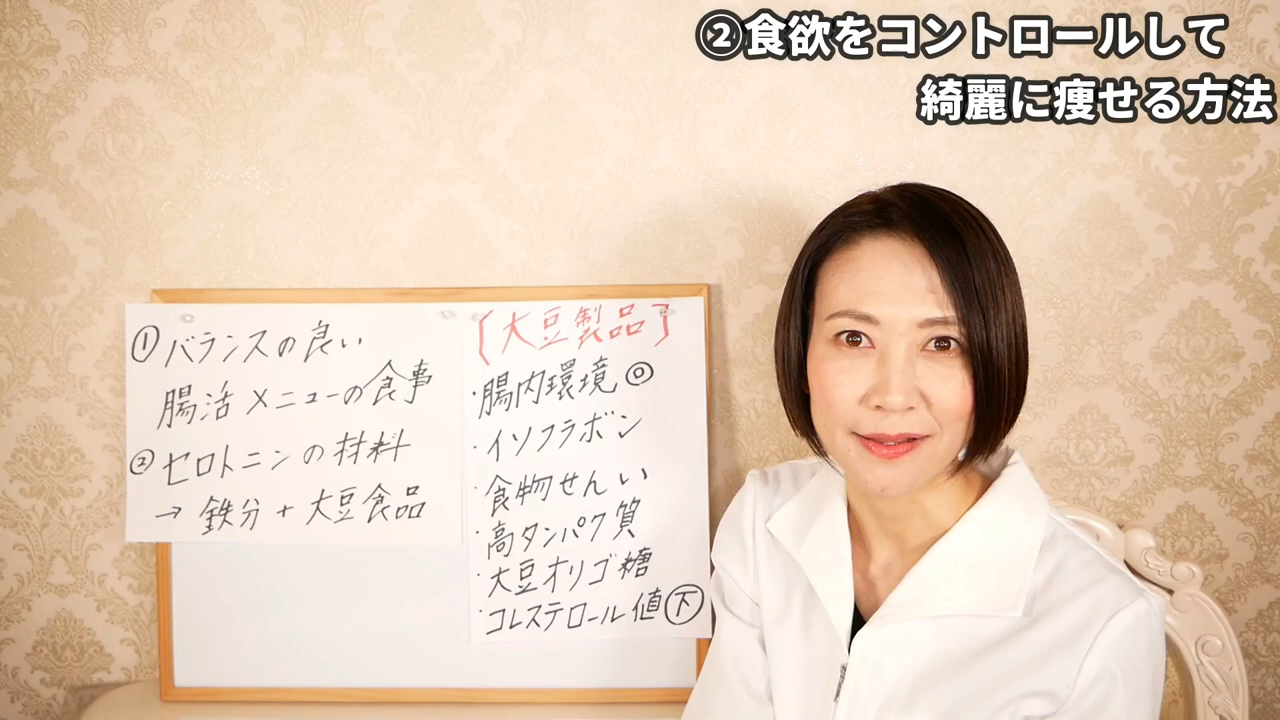 ②食欲をコントロールして
綺麗に痩せる方法
①バランスの良い
腸活メニューの食事
②セロトニンの材料
→ 鉄分+大豆食品
[大豆製品]
・腸内環境◎
・イソフラボン
・食物せんい
・高タンパク質
・大豆オリゴ糖
・コレステロール値下